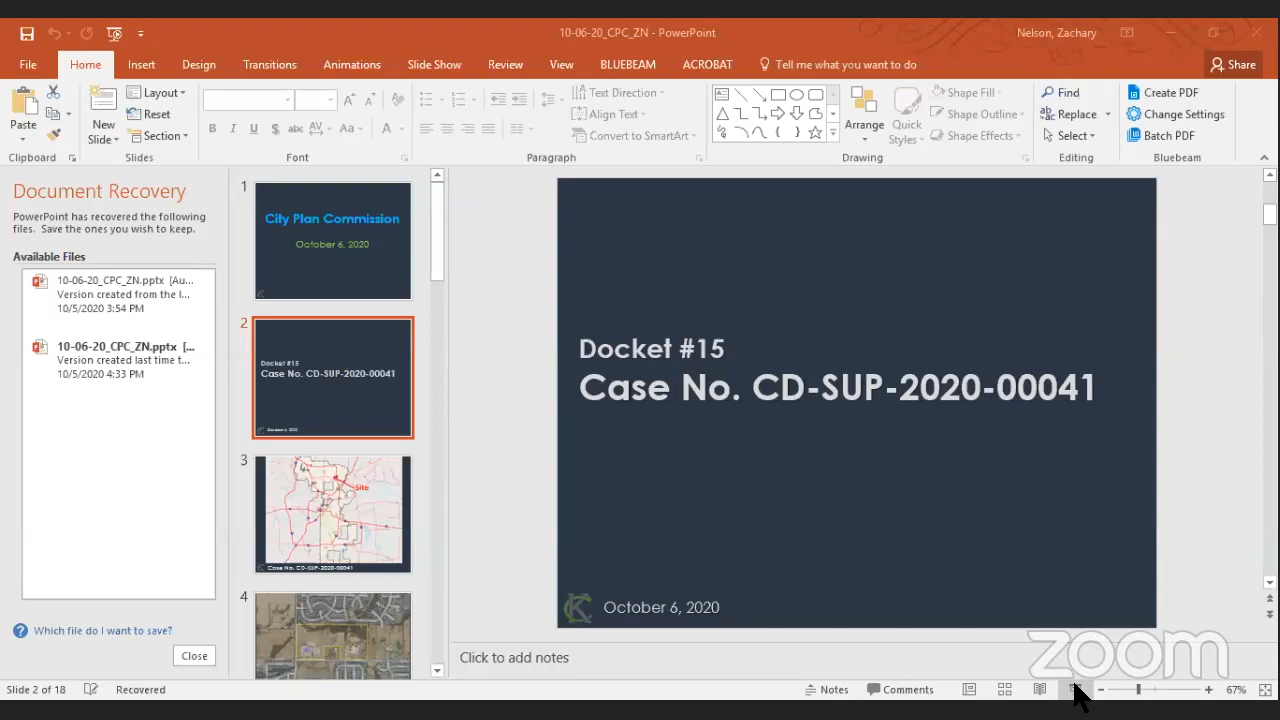 10-06-20_CPC_ZN - PowerPoint
Nelson, Zachary
File Home Insert Design Transitions Animations Slide Show Review View BLUEBEAM ACROBAT Tell me what you want to do Share
Paste
New
Slide
Layout
Reset
Section
B I U S abc AV Aa A
Text Direction
Align Text
Convert to SmartArt
Arrange
Quick
Styles
Shape Fill
Shape Outline
Shape Effects
Find
Replace
Select
Create PDF
Change Settings
Batch PDF
Clipboard Slides Font Paragraph Drawing Editing Bluebeam
Document Recovery
PowerPoint has recovered the following
files. Save the ones you wish to keep.
Available Files
10-06-20_CPC_ZN.pptx [Au...
Version created from the l...
10/5/2020 3:54 PM
10-06-20_CPC_ZN.pptx [...
Version created last time t...
10/5/2020 4:33 PM
Which file do I want to save?
Close
1
City Plan Commission
October 6, 2020
2
Docket #15
Case No. CD-SUP-2020-00041
October 6, 2020
3
Site
Case No. CD-SUP-2020-00041
4
Docket #15
Case No. CD-SUP-2020-00041
KC
October 6, 2020
Click to add notes
zoom
Slide 2 of 18 Recovered Notes Comments 67%